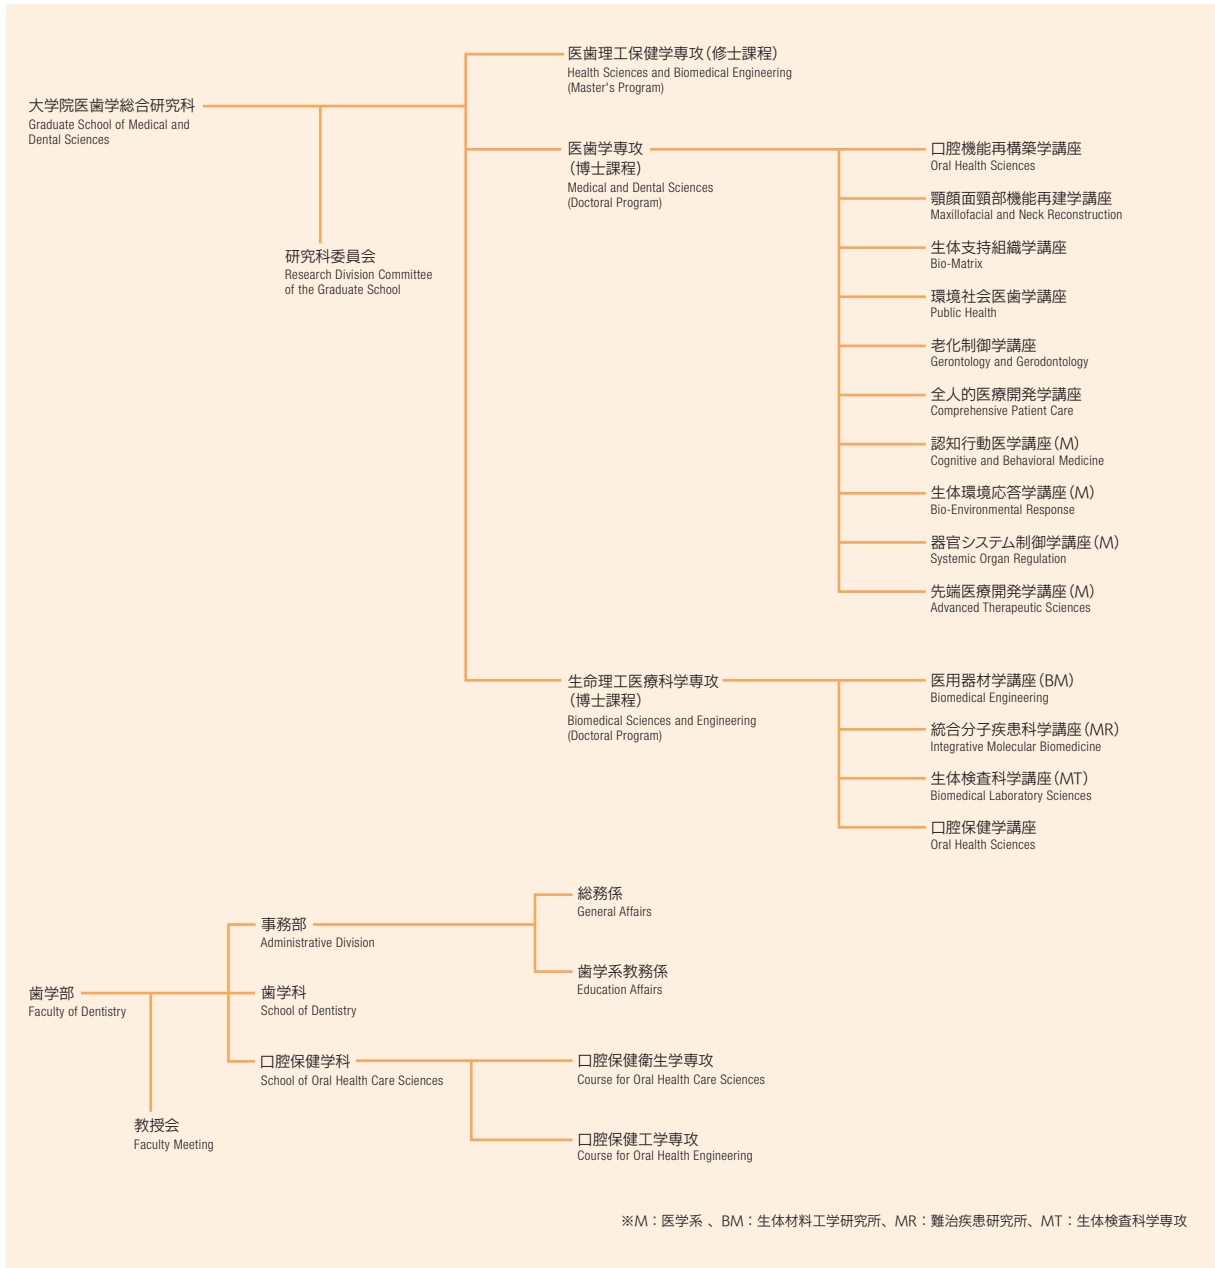 大学院医歯学総合研究科
Graduate School of Medical and
Dental Sciences
研究科委員会
Research Division Committee
of the Graduate School
医歯理工保健学専攻(修士課程)
Health Sciences and Biomedical Engineering
(Master's Program)
医歯学専攻
(博士課程)
Medical and Dental Sciences
(Doctoral Program)
口腔機能再構築学講座
Oral Health Sciences
顎顔面頸部機能再建学講座
Maxillofacial and Neck Reconstruction
生体支持組織学講座
Bio-Matrix
環境社会医歯学講座
Public Health
老化制御学講座
Gerontology and Gerodontology
全人的医療開発学講座
Comprehensive Patient Care
認知行動医学講座(M)
Cognitive and Behavioral Medicine
生体環境応答学講座(M)
Bio-Environmental Response
器官システム制御学講座(M)
Systemic Organ Regulation
先端医療開発学講座(M)
Advanced Therapeutic Sciences
生命理工医療科学専攻
(博士課程)
Biomedical Sciences and Engineering
(Doctoral Program)
医用器材学講座(BM)
Biomedical Engineering
統合分子疾患科学講座(MR)
Integrative Molecular Biomedicine
生体検査科学講座(MT)
Biomedical Laboratory Sciences
口腔保健学講座
Oral Health Sciences
歯学部
Faculty of Dentistry
教授会
Faculty Meeting
事務部
Administrative Division
総務係
General Affairs
歯学系教務係
Education Affairs
歯学科
School of Dentistry
口腔保健学科
School of Oral Health Care Sciences
口腔保健衛生学専攻
Course for Oral Health Care Sciences
口腔保健工学専攻
Course for Oral Health Engineering
※M：医学系 、BM：生体材料工学研究所、MR：難治疾患研究所、MT：生体検査科学専攻